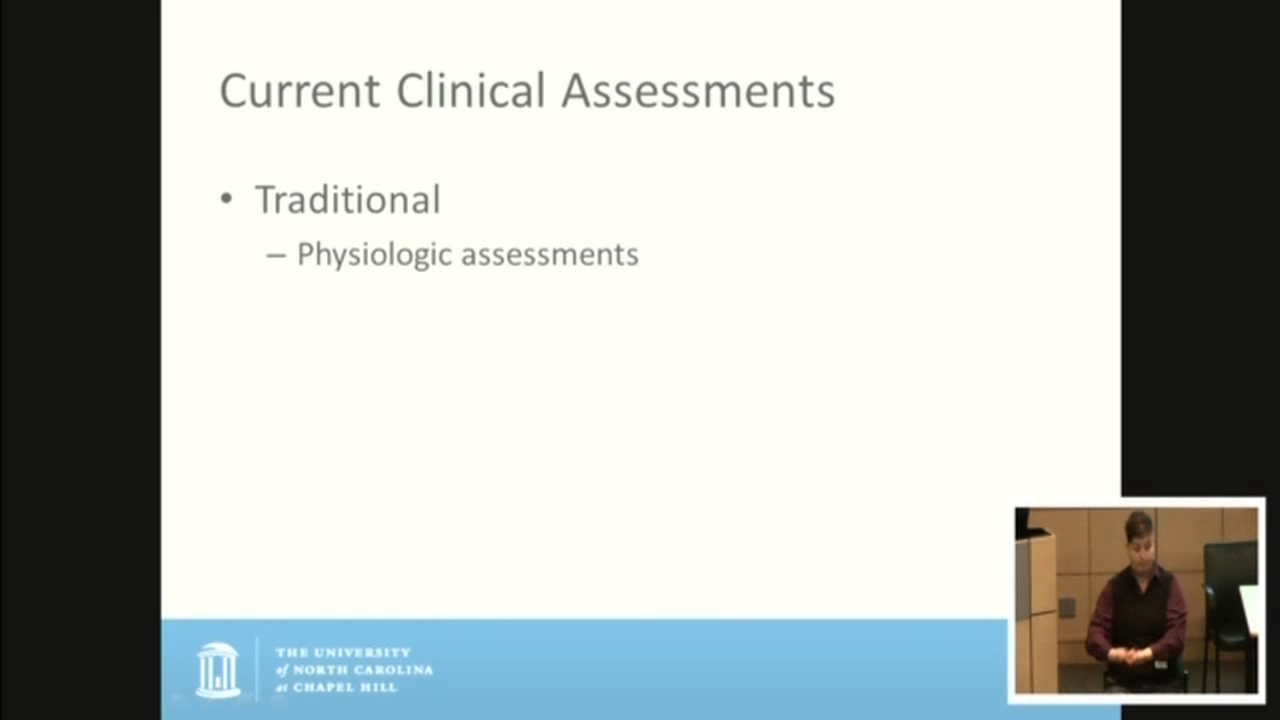 Current Clinical Assessments
• Traditional
– Physiologic assessments
THE UNIVERSITY
of NORTH CAROLINA
at CHAPEL HILL